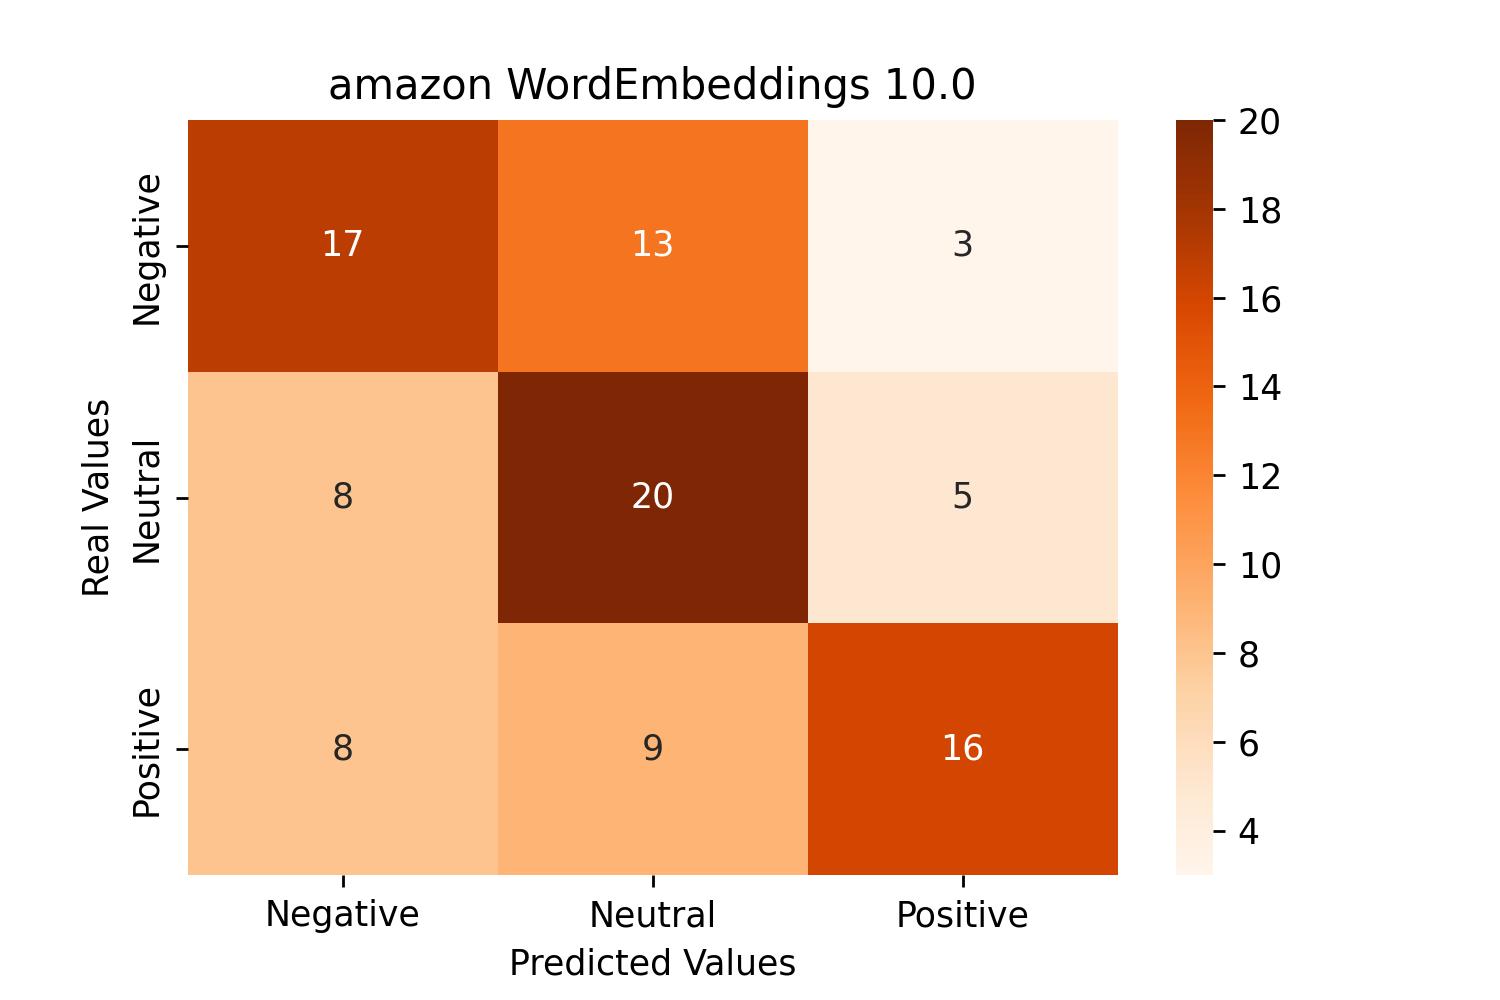 amazon WordEmbeddings 10.0
Real Values
Negative
17
13
3
Neutral
8
20
5
Positive
8
9
16
Negative
Neutral
Positive
Predicted Values
20
18
16
14
12
10
8
6
4